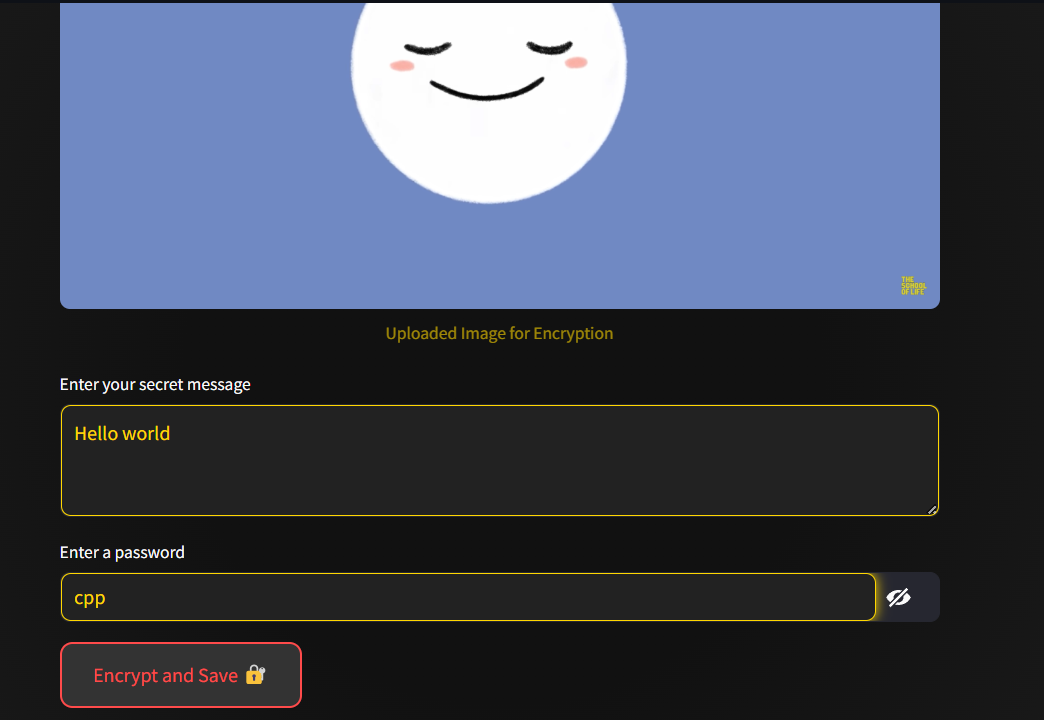 THE
SCHOOL
OF LIFE
Uploaded Image for Encryption
Enter your secret message
Hello world
Enter a password
cpp
Encrypt and Save 🔐